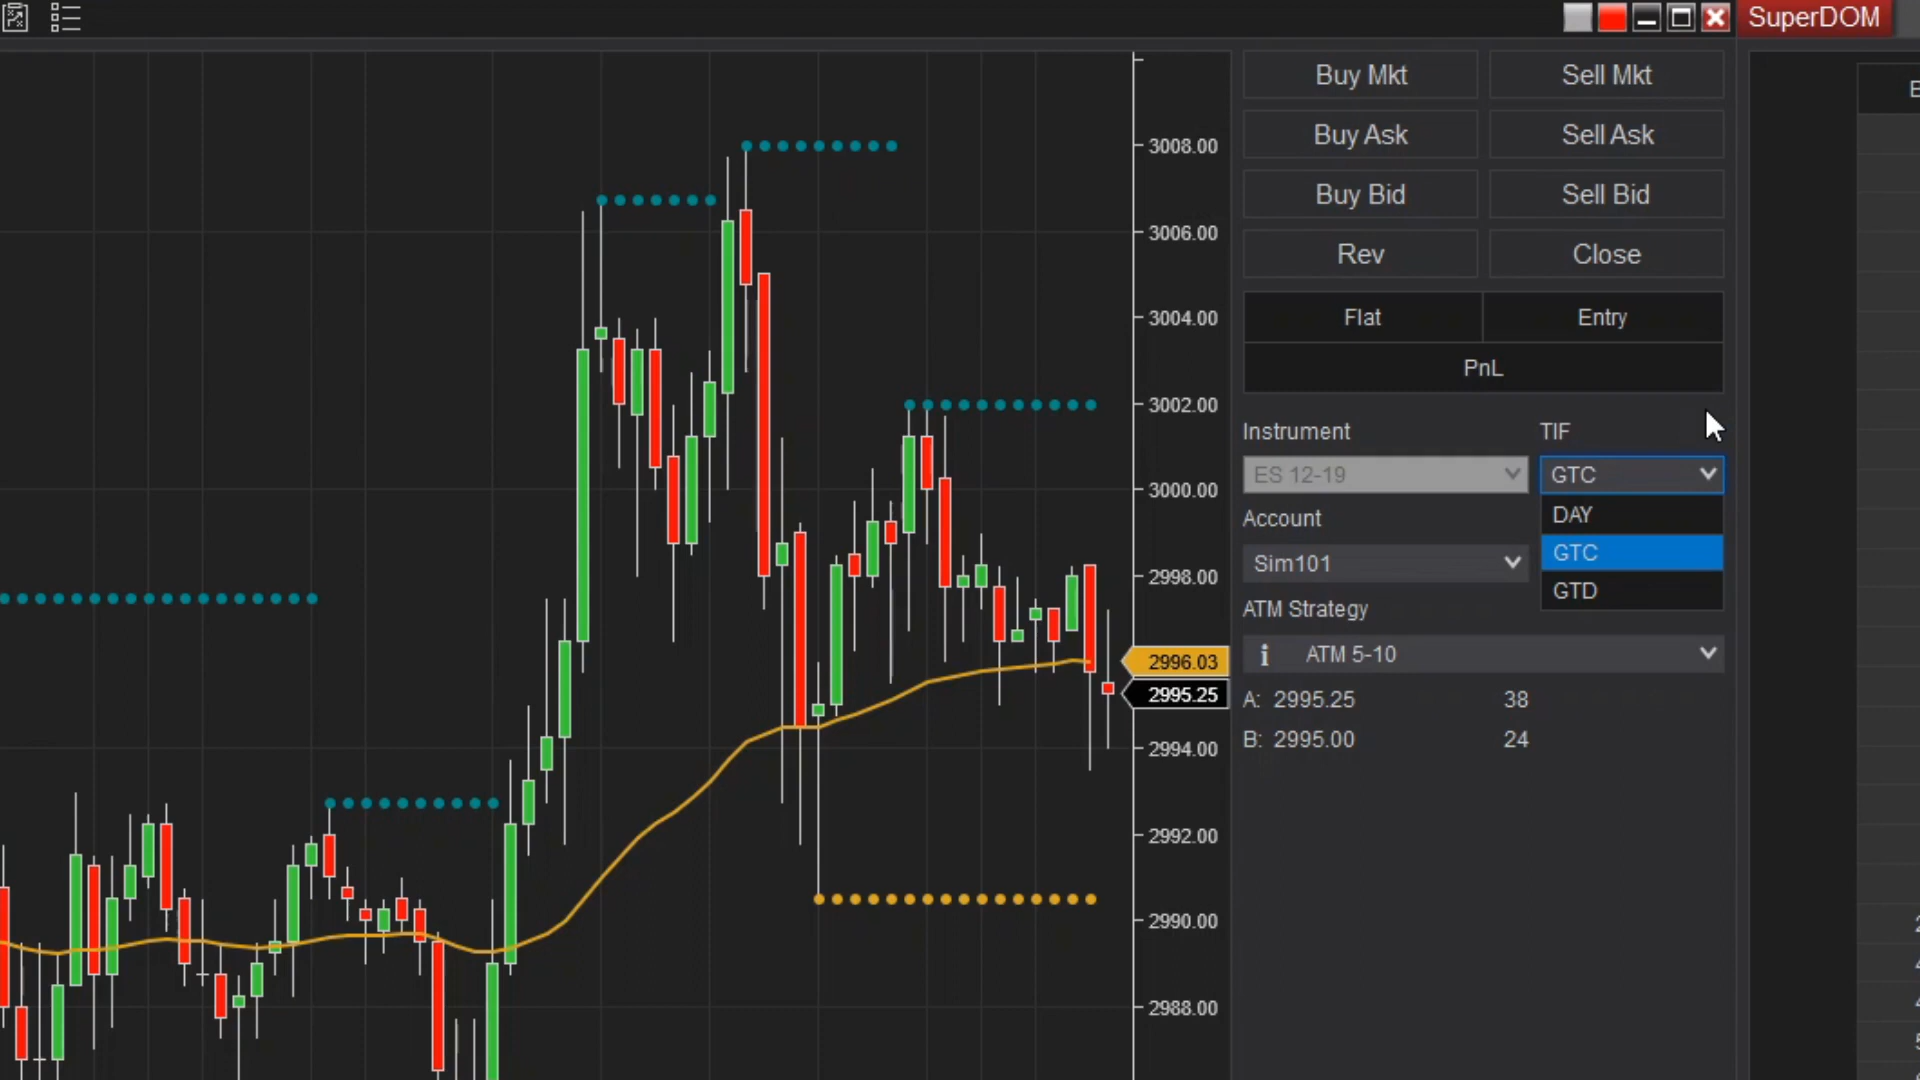 SuperDOM
Buy Mkt
Sell Mkt
Buy Ask
Sell Ask
Buy Bid
Sell Bid
Rev
Close
Flat
Entry
PnL
Instrument
TIF
ES 12-19
GTC
DAY
GTC
GTD
Account
Sim101
ATM Strategy
i ATM 5-10
A: 2995.25 38
B: 2995.00 24
3008.00
3006.00
3004.00
3002.00
3000.00
2998.00
2996.03
2995.25
2994.00
2992.00
2990.00
2988.00